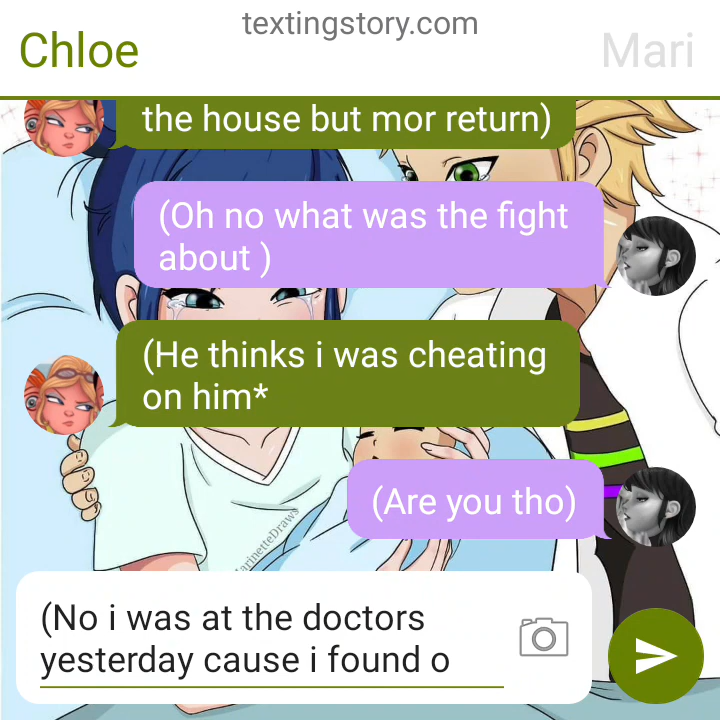 textingstory.com
Chloe
Mari
the house but mor return)
(Oh no what was the fight
about )
(He thinks i was cheating
on him*
(Are you tho)
arinetteDraws
(No i was at the doctors
yesterday cause i found o